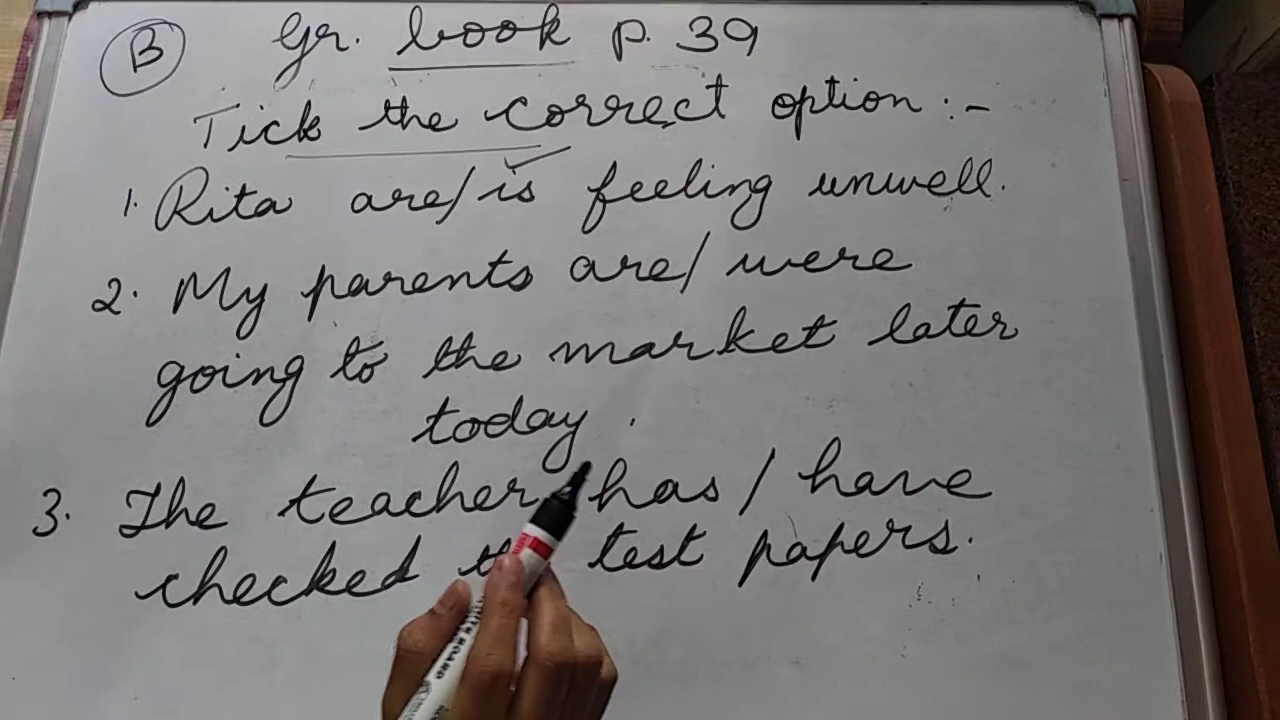 B Gr. book p. 39
Tick the correct option :-
1. Rita are/is ✓ feeling unwell.
2. My parents are/were
going to the market later
today.
3. The teacher has/have
checked test papers.